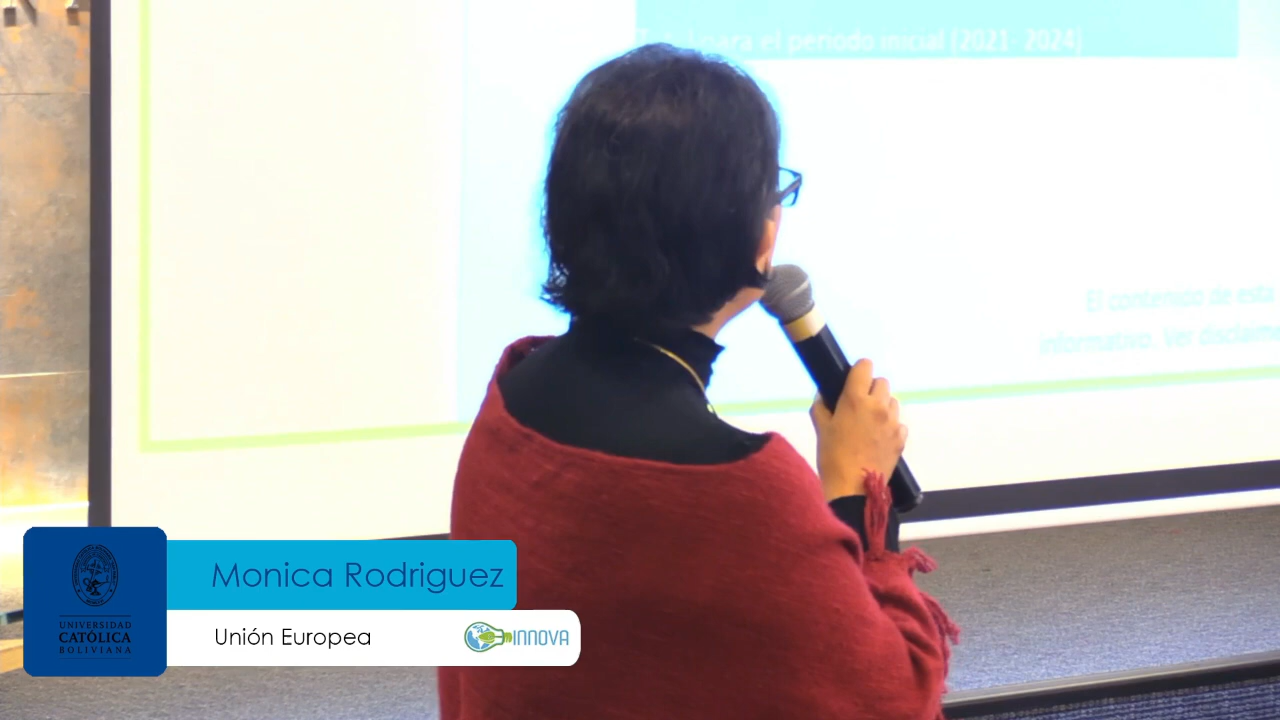 para el periodo inicial (2021- 2024)
El contenido de esta
informativo. Ver disclaime
Monica Rodriguez
Unión Europea
INNOVA
UNIVERSIDAD
CATÓLICA
BOLIVIANA